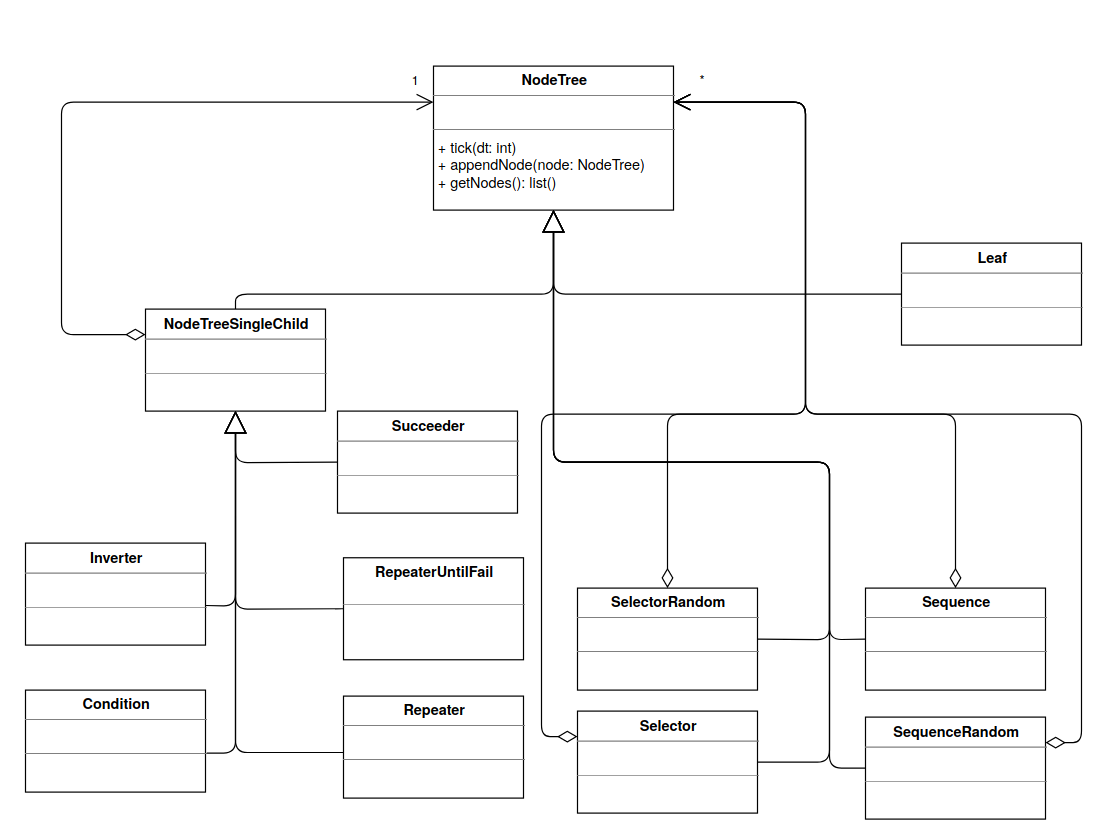 1
NodeTree
*
+ tick(dt: int)
+ appendNode(node: NodeTree)
+ getNodes(): list()
Leaf
NodeTreeSingleChild
Succeeder
Inverter
RepeaterUntilFail
SelectorRandom
Sequence
Condition
Repeater
Selector
SequenceRandom